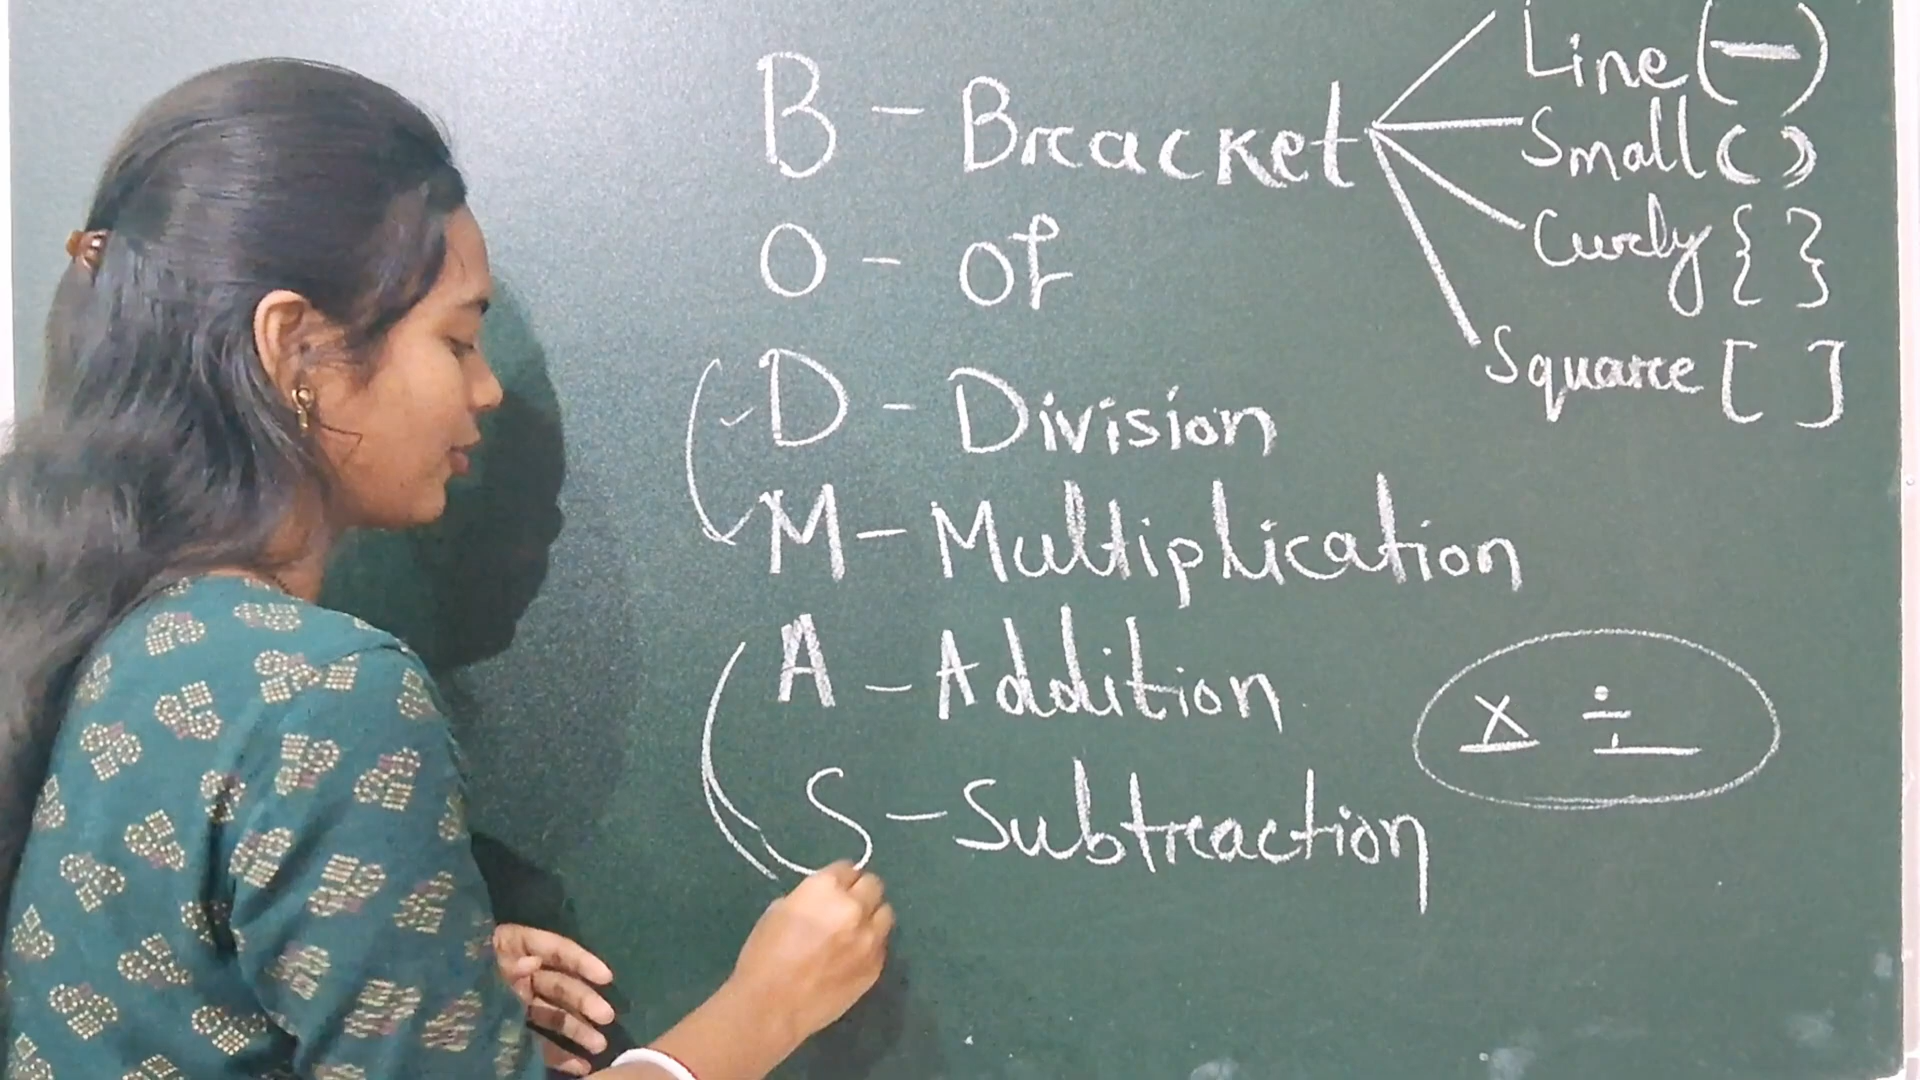 B - Bracket
Line (—)
Small ( )
Curly { }
Square [ ]
O - Of
D - Division
M - Multiplication
A - Addition
S - Subtraction
× ÷